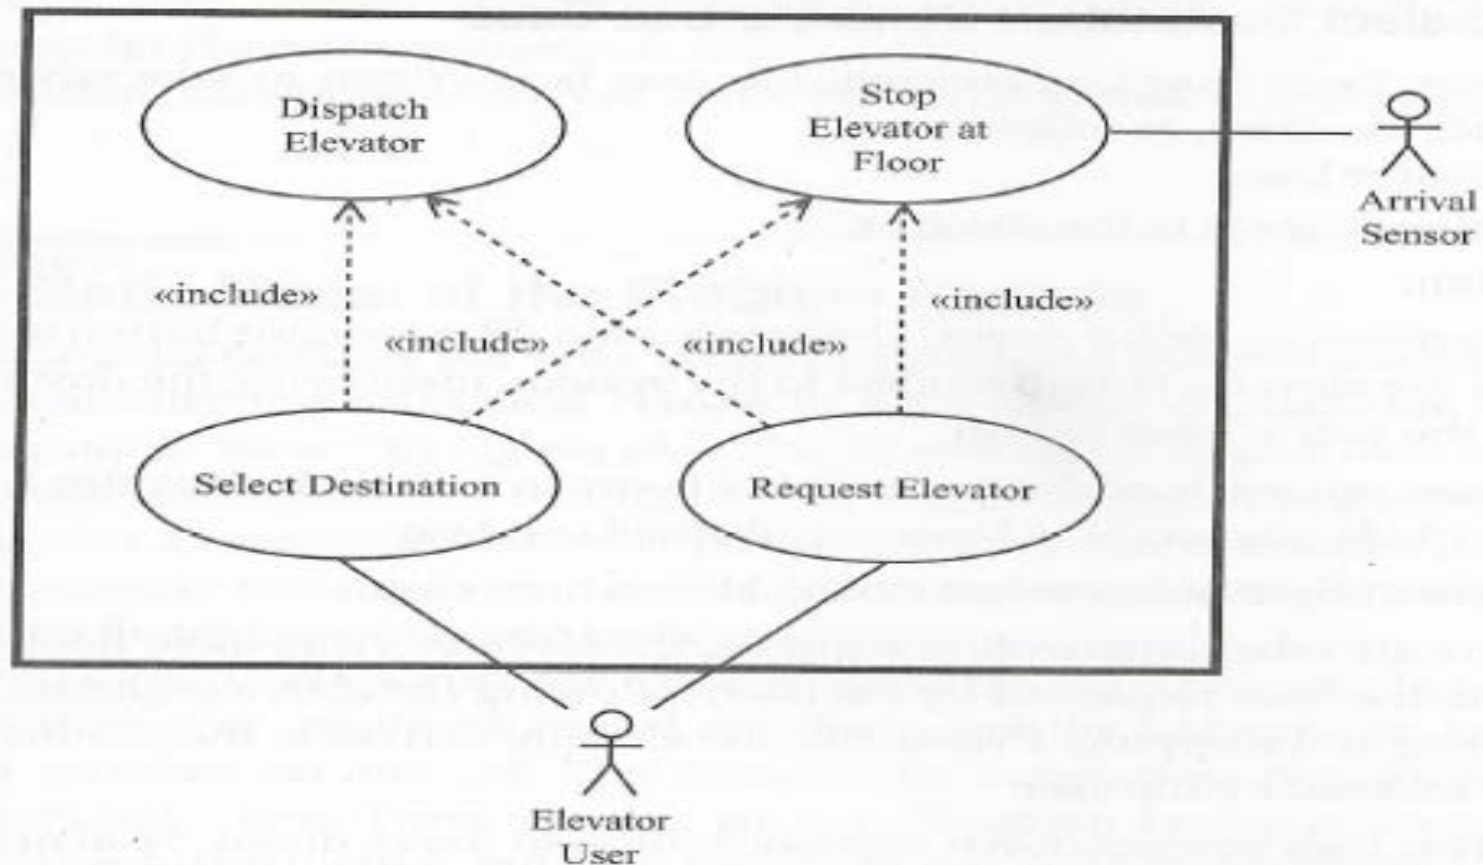 Dispatch
Elevator
Stop
Elevator at
Floor
Arrival
Sensor
«include»
«include»
«include»
«include»
Select Destination
Request Elevator
Elevator
User